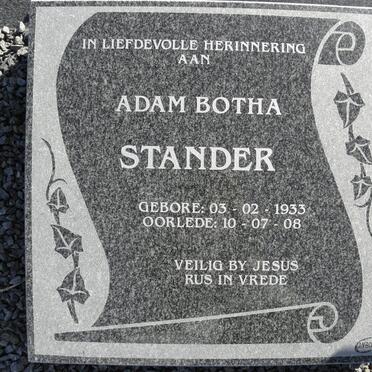 IN LIEFDEVOLLE HERINNERING
AAN
ADAM BOTHA
STANDER
GEBORE: 03 - 02 - 1933
OORLEDE: 10 - 07 - 08
VEILIG BY JESUS
RUS IN VREDE